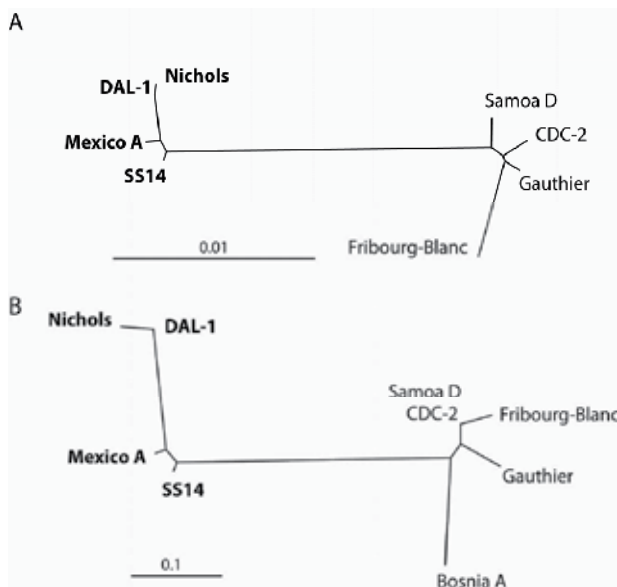 A
DAL-1 Nichols
Samoa D
CDC-2
Mexico A
SS14
Gauthier
Fribourg-Blanc
0.01
B
Nichols DAL-1
Samoa D
CDC-2 Fribourg-Blanc
Mexico A
Gauthier
SS14
0.1
Bosnia A